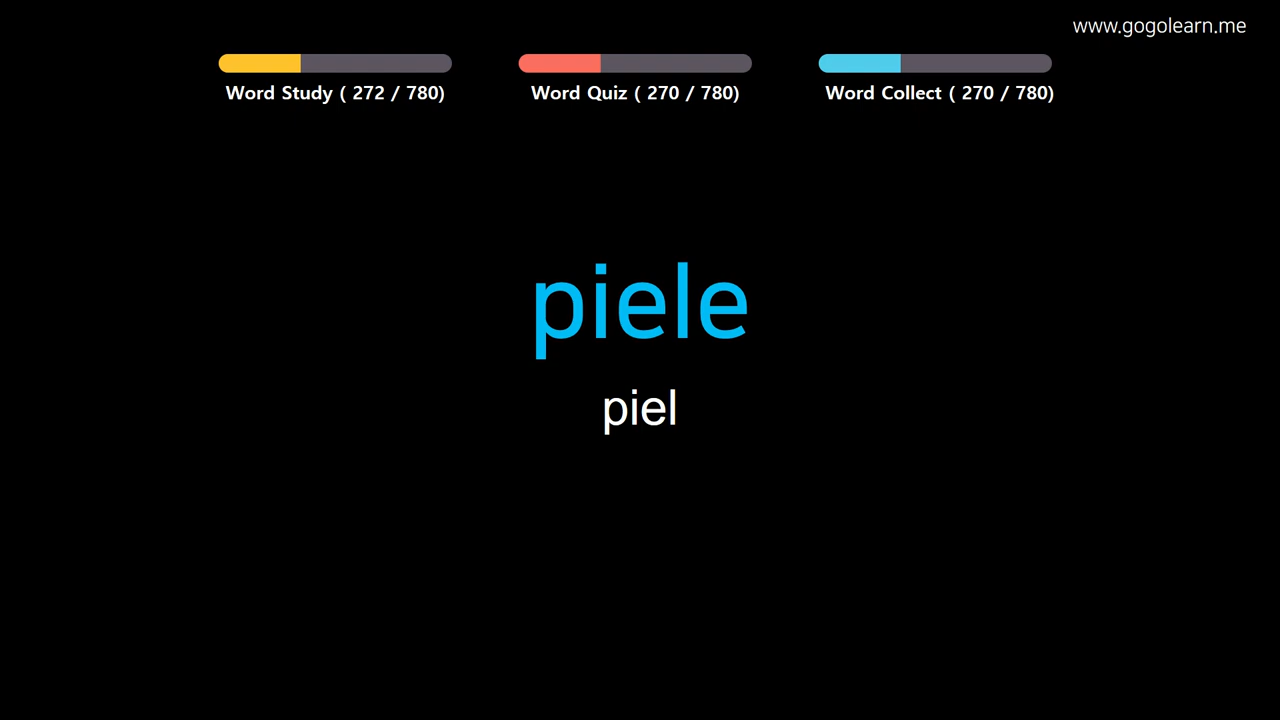 www.gogolearn.me
Word Study ( 272 / 780)
Word Quiz ( 270 / 780)
Word Collect ( 270 / 780)
piele
piel